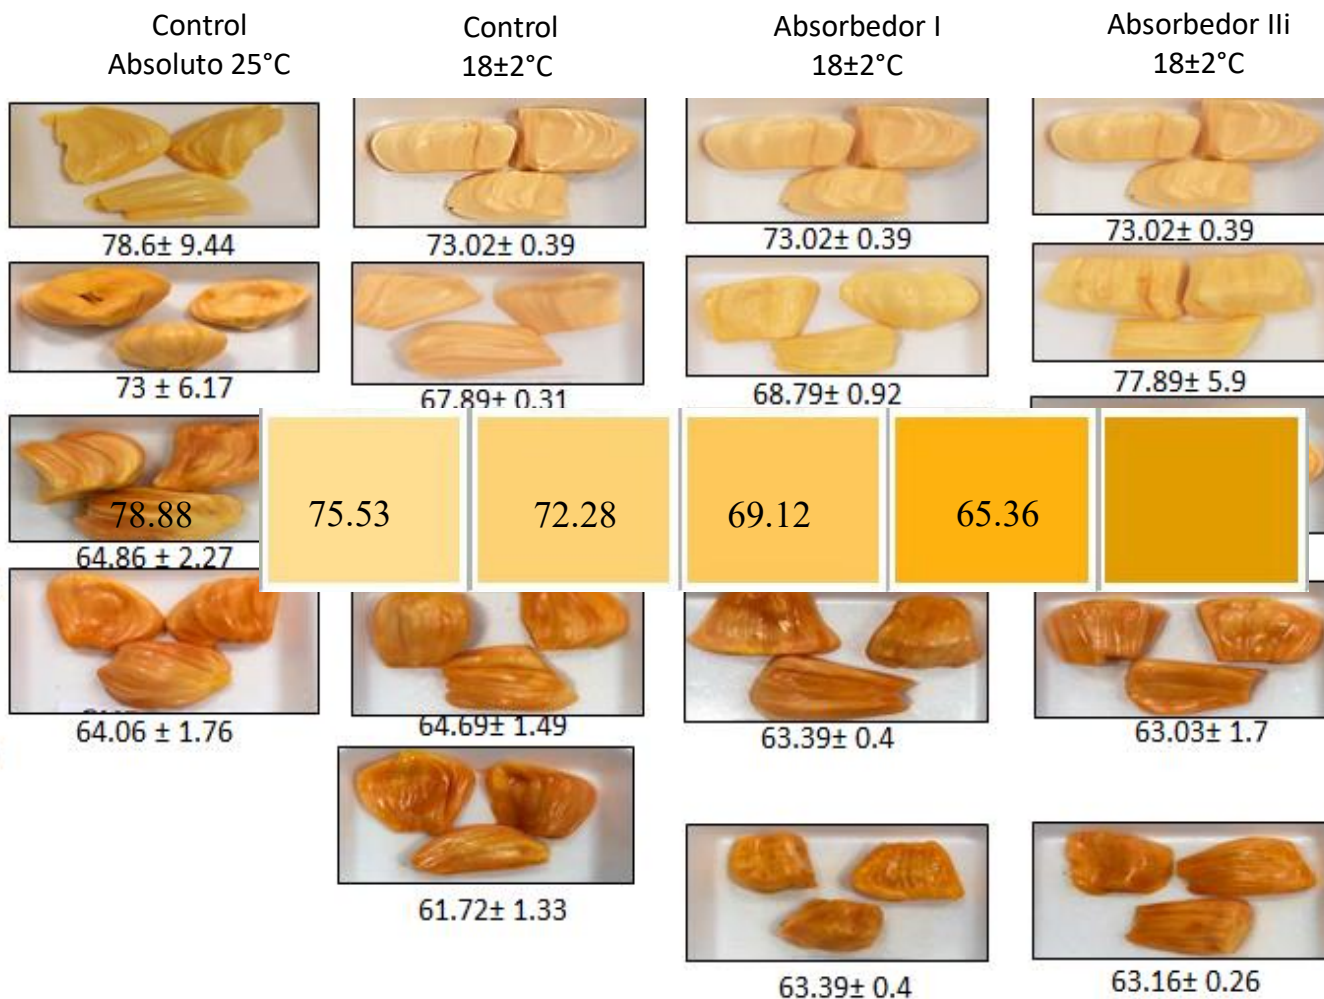 Control
Absoluto 25°C
Control
18±2°C
Absorbedor I
18±2°C
Absorbedor IIi
18±2°C
78.6± 9.44
73.02± 0.39
73.02± 0.39
73.02± 0.39
73 ± 6.17
67.89± 0.31
68.79± 0.92
77.89± 5.9
78.88
75.53
72.28
69.12
65.36
64.86 ± 2.27
64.06 ± 1.76
64.69± 1.49
63.39± 0.4
63.03± 1.7
61.72± 1.33
63.39± 0.4
63.16± 0.26